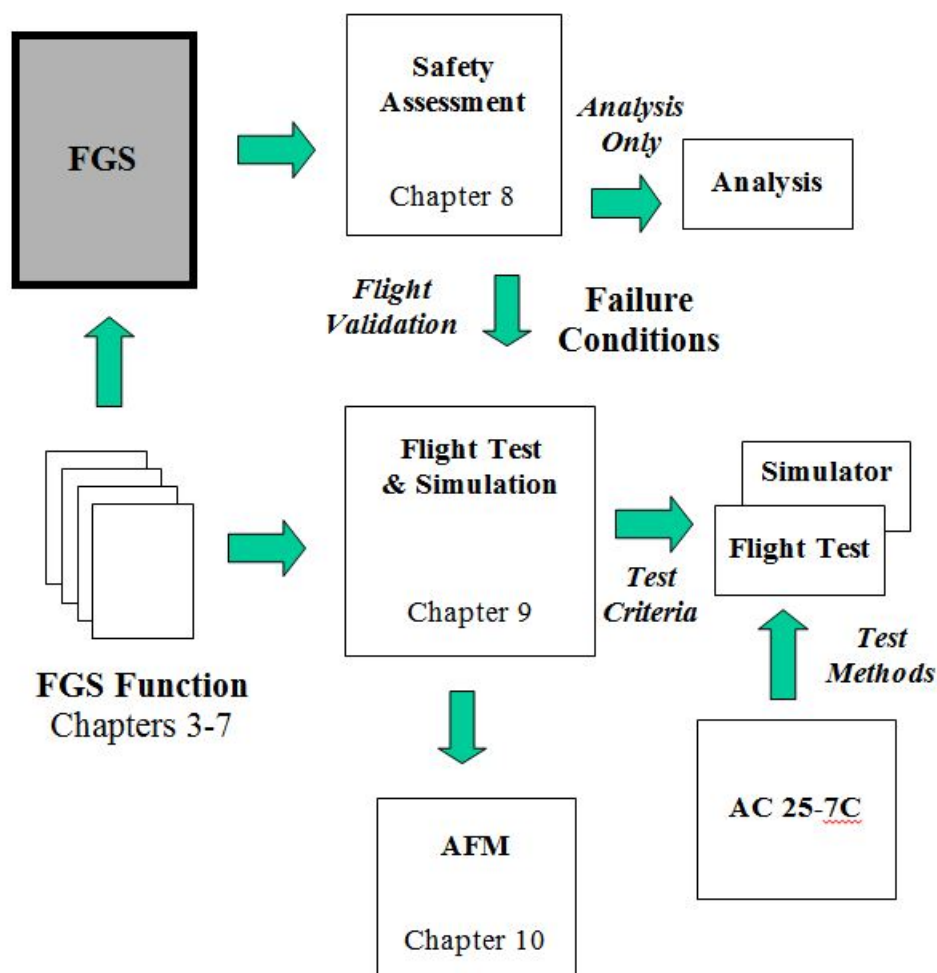 FGS
Safety
Assessment
Chapter 8
Analysis
Only
Analysis
Flight
Validation
Failure
Conditions
Flight Test
& Simulation
Chapter 9
Simulator
Flight Test
Test
Criteria
Test
Methods
FGS Function
Chapters 3-7
AC 25-7C
AFM
Chapter 10